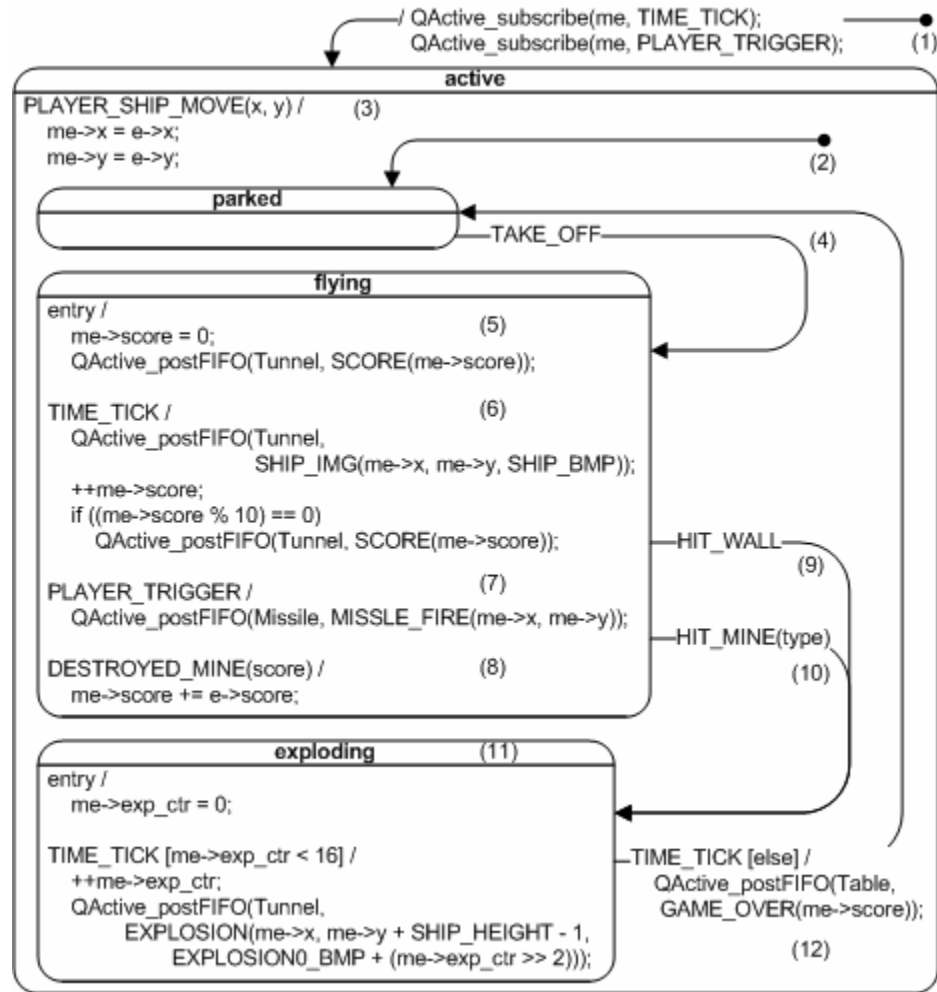 / QActive_subscribe(me, TIME_TICK);
QActive_subscribe(me, PLAYER_TRIGGER);
(1)
active
PLAYER_SHIP_MOVE(x, y) /
(3)
me->x = e->x;
me->y = e->y;
(2)
parked
TAKE_OFF
(4)
flying
entry /
me->score = 0;
(5)
QActive_postFIFO(Tunnel, SCORE(me->score));
TIME_TICK /
(6)
QActive_postFIFO(Tunnel,
SHIP_IMG(me->x, me->y, SHIP_BMP));
++me->score;
if ((me->score % 10) == 0)
QActive_postFIFO(Tunnel, SCORE(me->score));
HIT_WALL
(9)
PLAYER_TRIGGER /
(7)
QActive_postFIFO(Missile, MISSLE_FIRE(me->x, me->y));
HIT_MINE(type)
(10)
DESTROYED_MINE(score) /
(8)
me->score += e->score;
exploding
(11)
entry /
me->exp_ctr = 0;
TIME_TICK [me->exp_ctr < 16] /
++me->exp_ctr;
QActive_postFIFO(Tunnel,
EXPLOSION(me->x, me->y + SHIP_HEIGHT - 1,
EXPLOSION0_BMP + (me->exp_ctr >> 2)));
TIME_TICK [else] /
QActive_postFIFO(Table,
GAME_OVER(me->score));
(12)